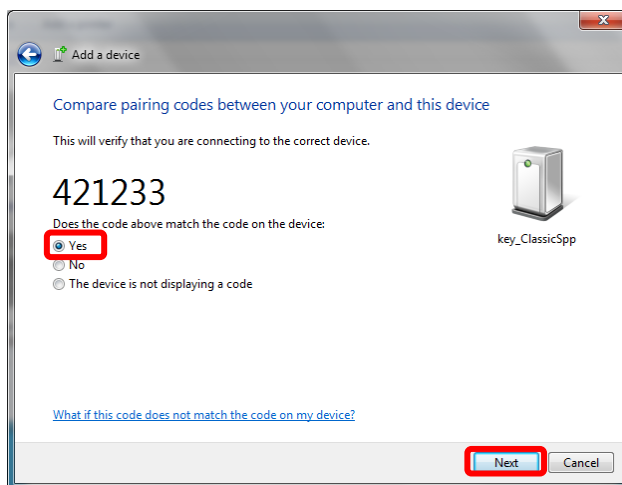 Add a device
Compare pairing codes between your computer and this device
This will verify that you are connecting to the correct device.
421233
Does the code above match the code on the device:
key_ClassicSpp
Yes
No
The device is not displaying a code
What if this code does not match the code on my device?
Next
Cancel